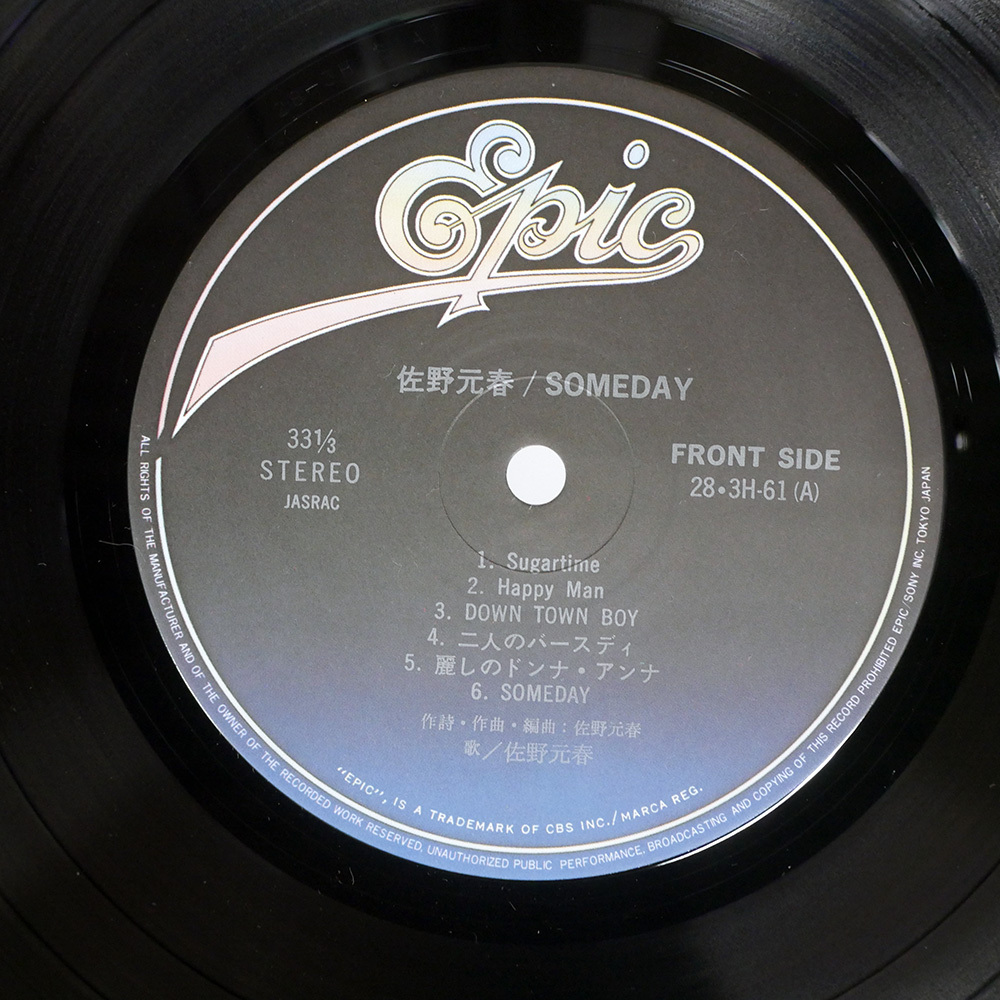 Epic
佐野元春 / SOMEDAY
33⅓
STEREO
JASRAC
FRONT SIDE
28・3H-61 (A)
1. Sugartime
2. Happy Man
3. DOWN TOWN BOY
4. 二人のバースディ
5. 麗しのドンナ・アンナ
6. SOMEDAY
作詩・作曲・編曲：佐野元春
歌／佐野元春
"EPIC", IS A TRADEMARK OF CBS INC./MARCA REG.
ALL RIGHTS OF THE MANUFACTURER AND OF THE OWNER OF THE RECORDED WORK RESERVED, UNAUTHORIZED PUBLIC PERFORMANCE, BROADCASTING AND COPYING OF THIS RECORD PROHIBITED EPIC/SONY INC, TOKYO JAPAN